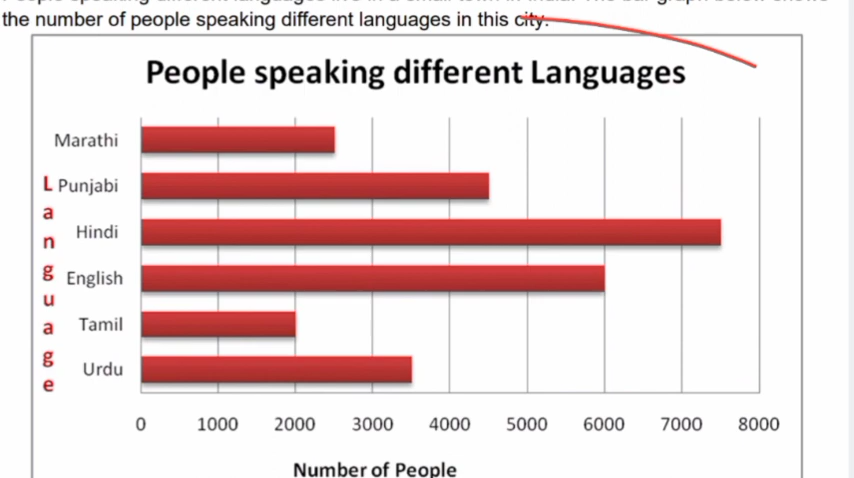 the number of people speaking different languages in this city.
People speaking different Languages
Marathi
Punjabi
Hindi
English
Tamil
Urdu
Language
0 1000 2000 3000 4000 5000 6000 7000 8000
Number of People